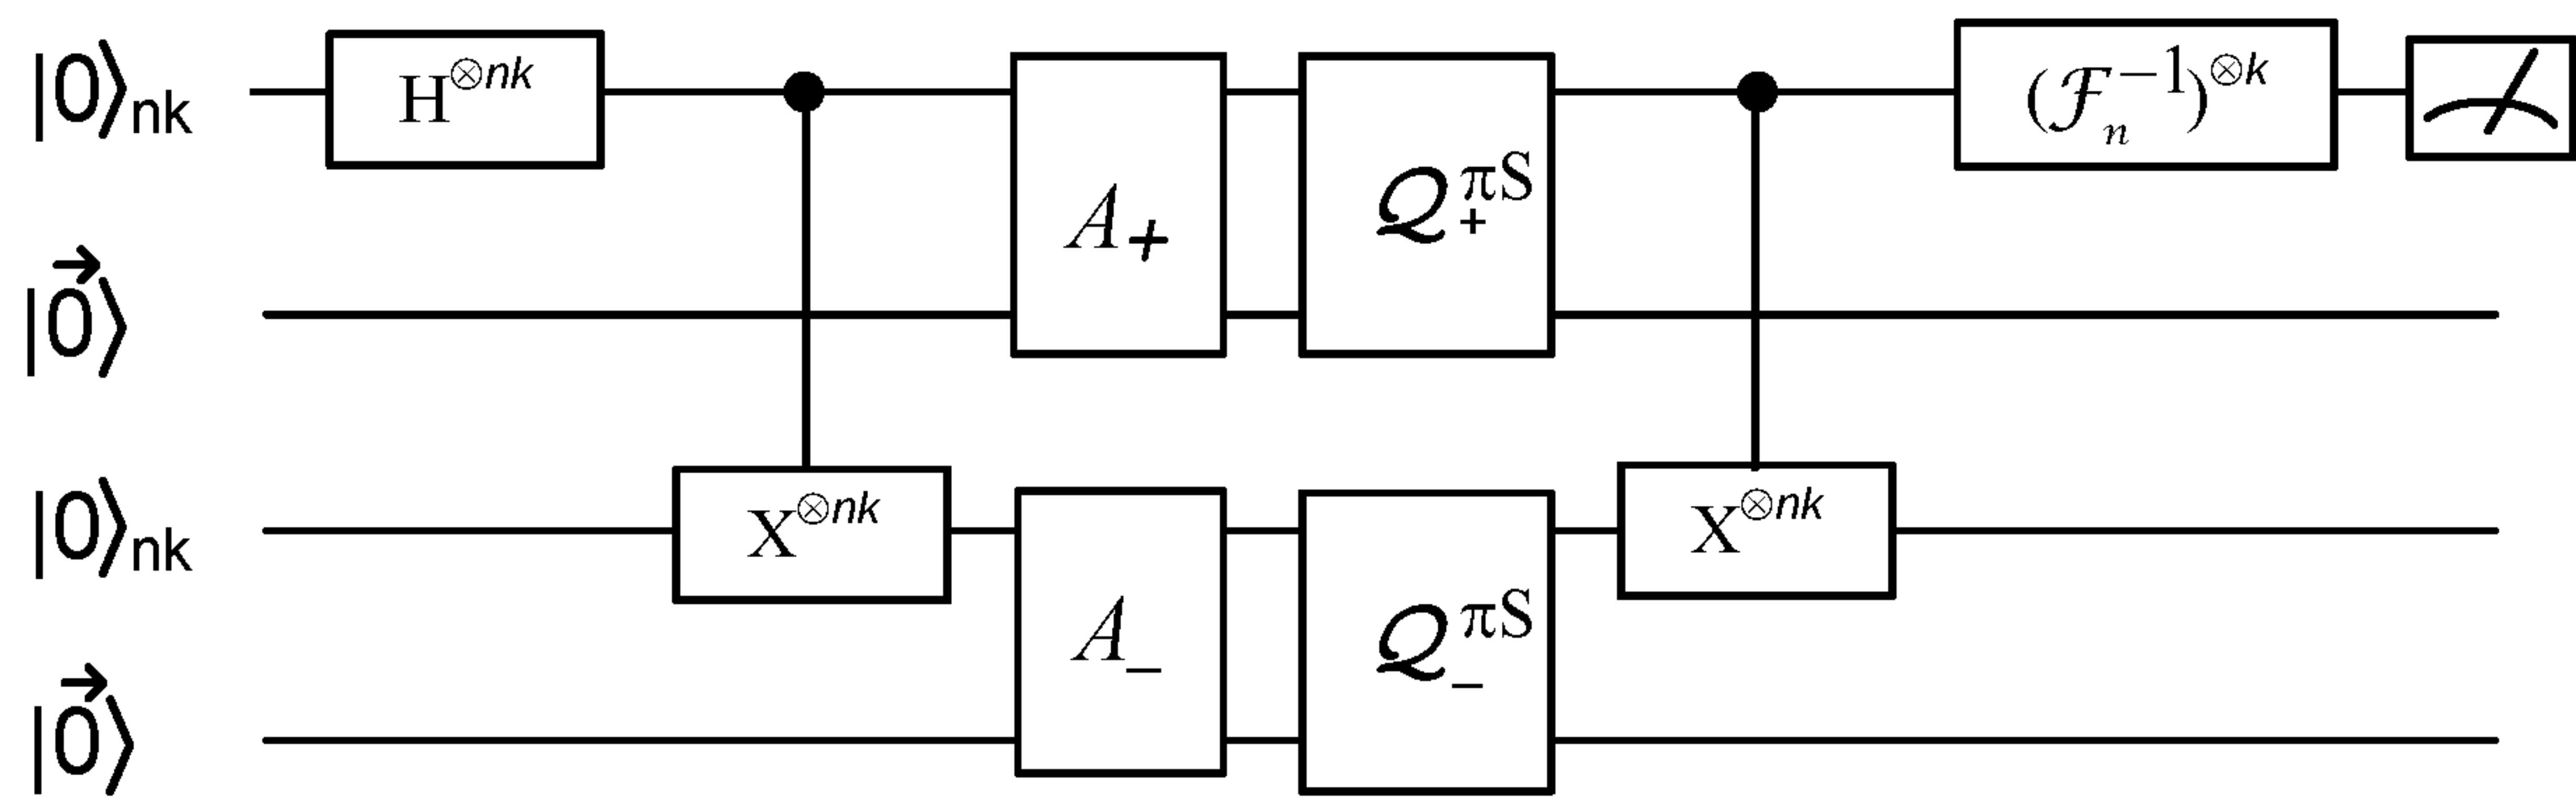 |0⟩nk H⊗nk A+ Q+πS (ℱn−1)⊗k
|0⃗⟩
|0⟩nk X⊗nk A− Q−πS X⊗nk
|0⃗⟩